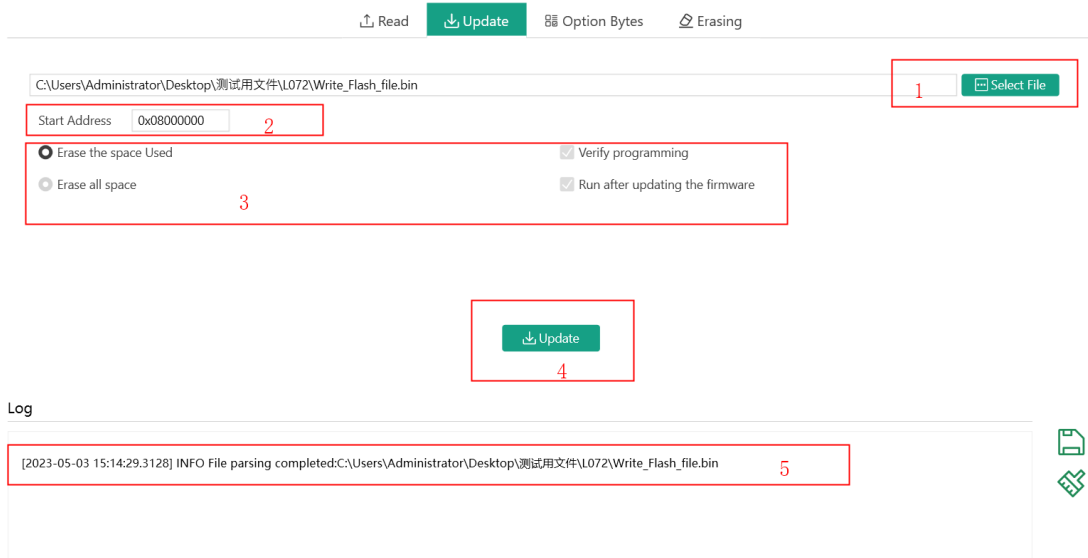 Read Update Option Bytes Erasing
C:\Users\Administrator\Desktop\测试用文件\L072\Write_Flash_file.bin 1 Select File
Start Address 0x08000000 2
Erase the space Used Verify programming
Erase all space Run after updating the firmware
3
Update
4
Log
[2023-05-03 15:14:29.3128] INFO File parsing completed:C:\Users\Administrator\Desktop\测试用文件\L072\Write_Flash_file.bin 5